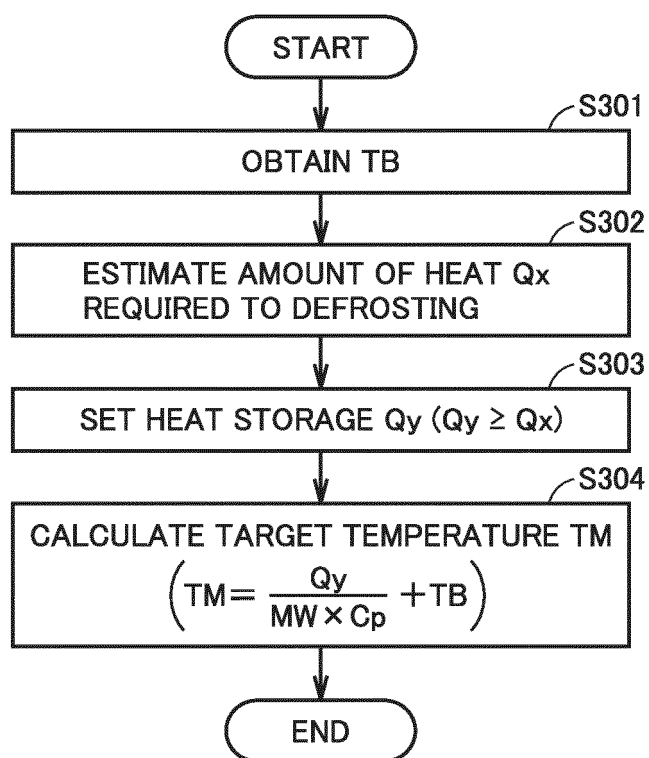 START
S301
OBTAIN TB
S302
ESTIMATE AMOUNT OF HEAT Qx
REQUIRED TO DEFROSTING
S303
SET HEAT STORAGE Qy (Qy ≥ Qx)
S304
CALCULATE TARGET TEMPERATURE TM
(TM= Qy / MW × Cp +TB)
END